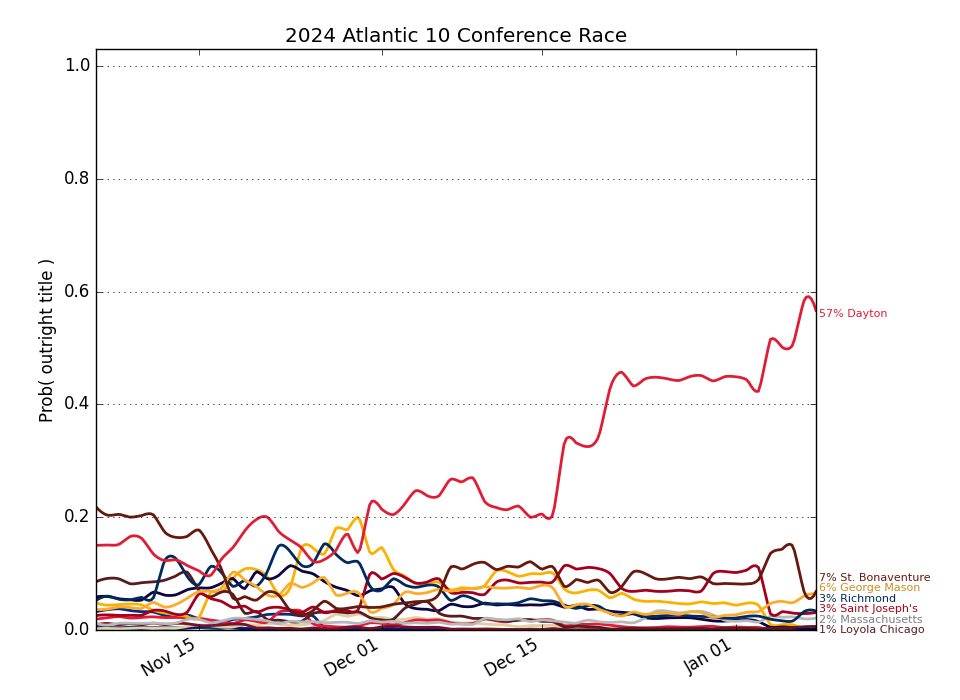 2024 Atlantic 10 Conference Race
Prob( outright title )
1.0
0.8
0.6
0.4
0.2
0.0
Nov 15
Dec 01
Dec 15
Jan 01
57% Dayton
7% St. Bonaventure
6% George Mason
3% Richmond
3% Saint Joseph's
2% Massachusetts
1% Loyola Chicago